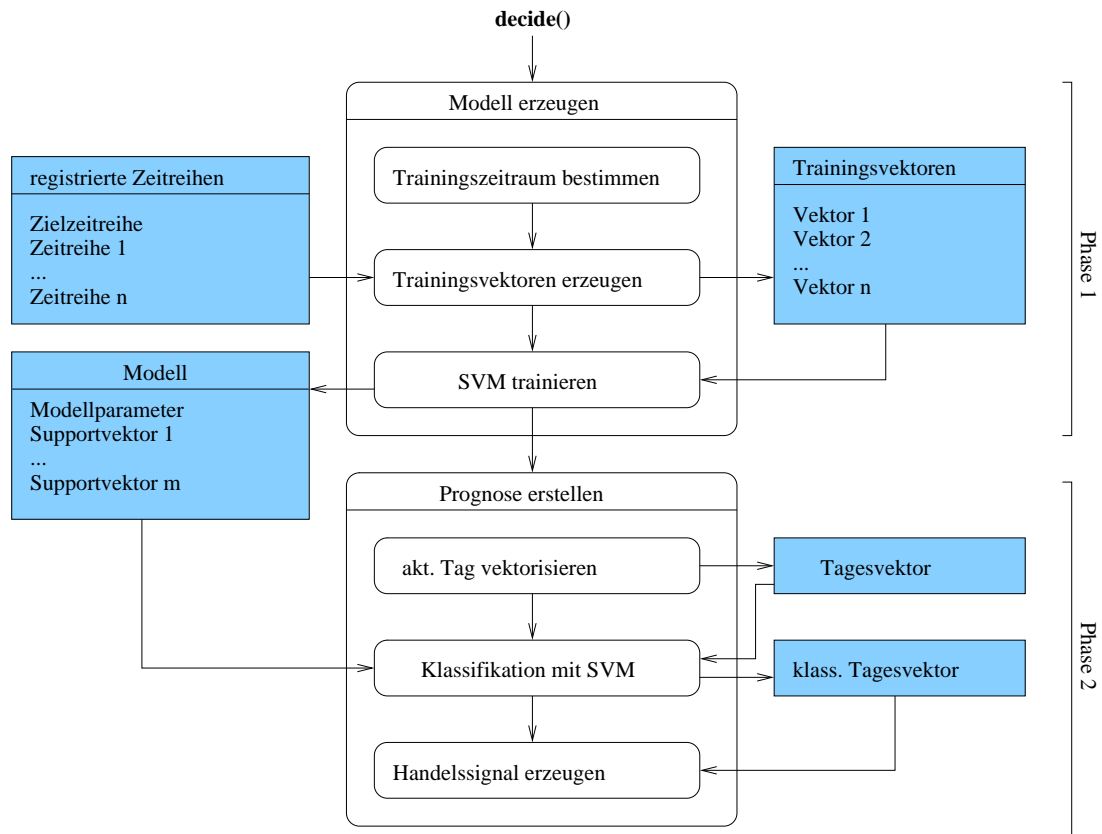 decide()
Modell erzeugen
registrierte Zeitreihen
Zielzeitreihe
Zeitreihe 1
...
Zeitreihe n
Trainingszeitraum bestimmen
Trainingsvektoren erzeugen
SVM trainieren
Trainingsvektoren
Vektor 1
Vektor 2
...
Vektor n
Phase 1
Modell
Modellparameter
Supportvektor 1
...
Supportvektor m
Prognose erstellen
akt. Tag vektorisieren
Tagesvektor
Klassifikation mit SVM
klass. Tagesvektor
Handelssignal erzeugen
Phase 2